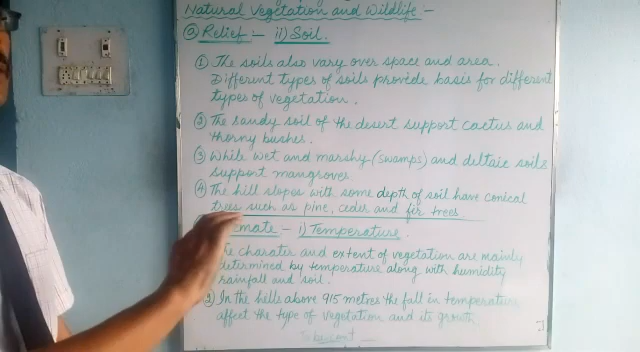 Natural Vegetation and Wildlife -
② Relief :- ii) Soil.
① The soils also vary over space and area.
Different types of soils provide basis for different
types of vegetation.
② The sandy soil of the desert support cactus and
thorny bushes.
③ While wet and marshy (swamps) and deltaic soils
support mangroves
④ The hill slopes with some depth of soil have conical
trees such as pine, ceder and fir trees
mate :- i) Temperature
charater and extent of vegetation are mainly
determined by temperature along with humidity
rainfall and soil.
② In the hills above 915 metres the fall in temperature
affect the type of vegetation and its growth